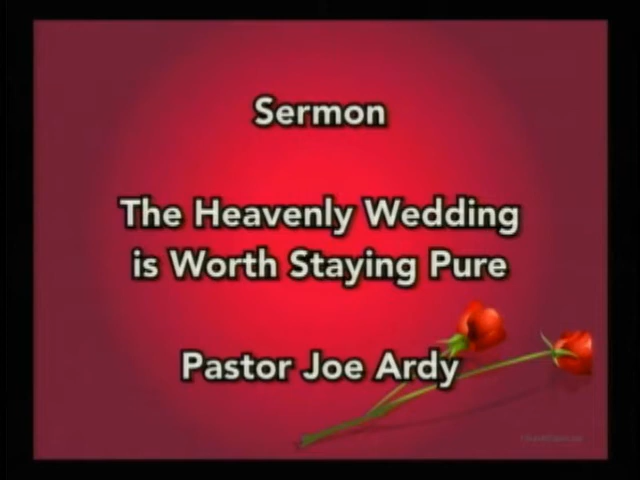 Sermon
The Heavenly Wedding
is Worth Staying Pure
Pastor Joe Ardy